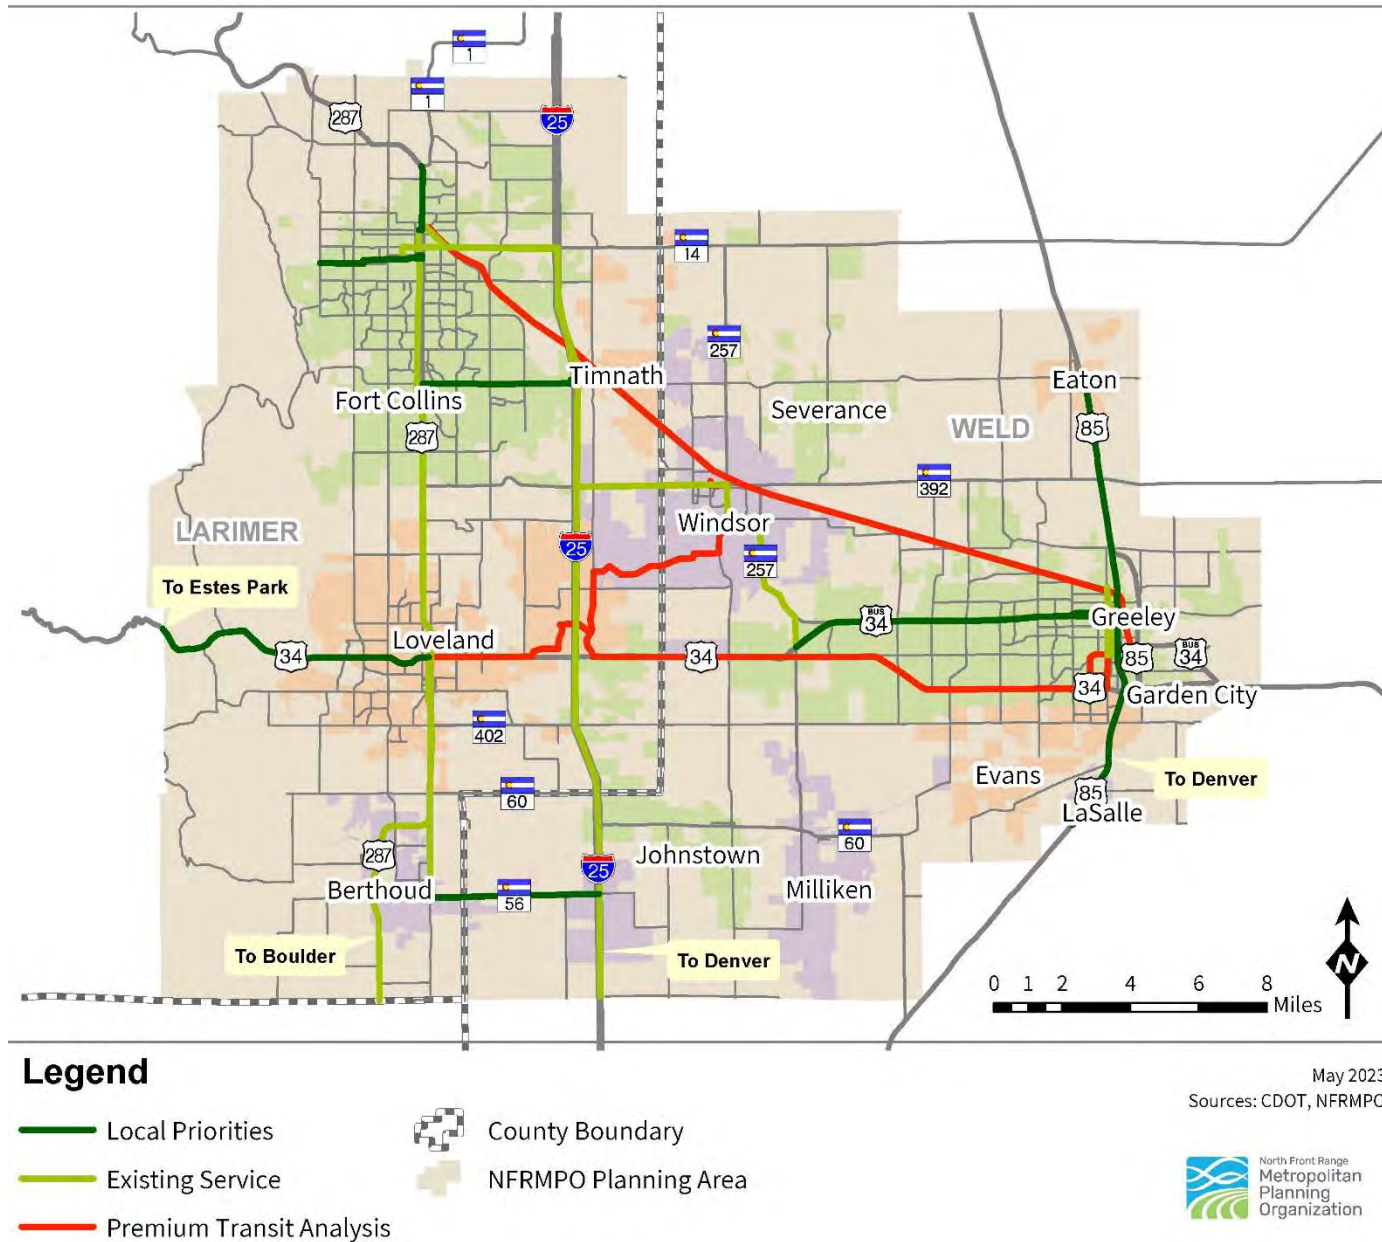 1
1
287
25
14
257
Timnath
Eaton
Fort Collins
Severance
85
287
WELD
392
LARIMER
Windsor
25
257
To Estes Park
BUS
34
Greeley
Loveland
34
34
85
BUS
34
34
Garden City
402
Evans
To Denver
60
85
LaSalle
60
287
Johnstown
25
Berthoud
56
Milliken
To Boulder
To Denver
N
0 1 2 4 6 8
Miles
Legend
May 2023
Sources: CDOT, NFRMPO
Local Priorities
County Boundary
Existing Service
NFRMPO Planning Area
Premium Transit Analysis
North Front Range
Metropolitan
Planning
Organization